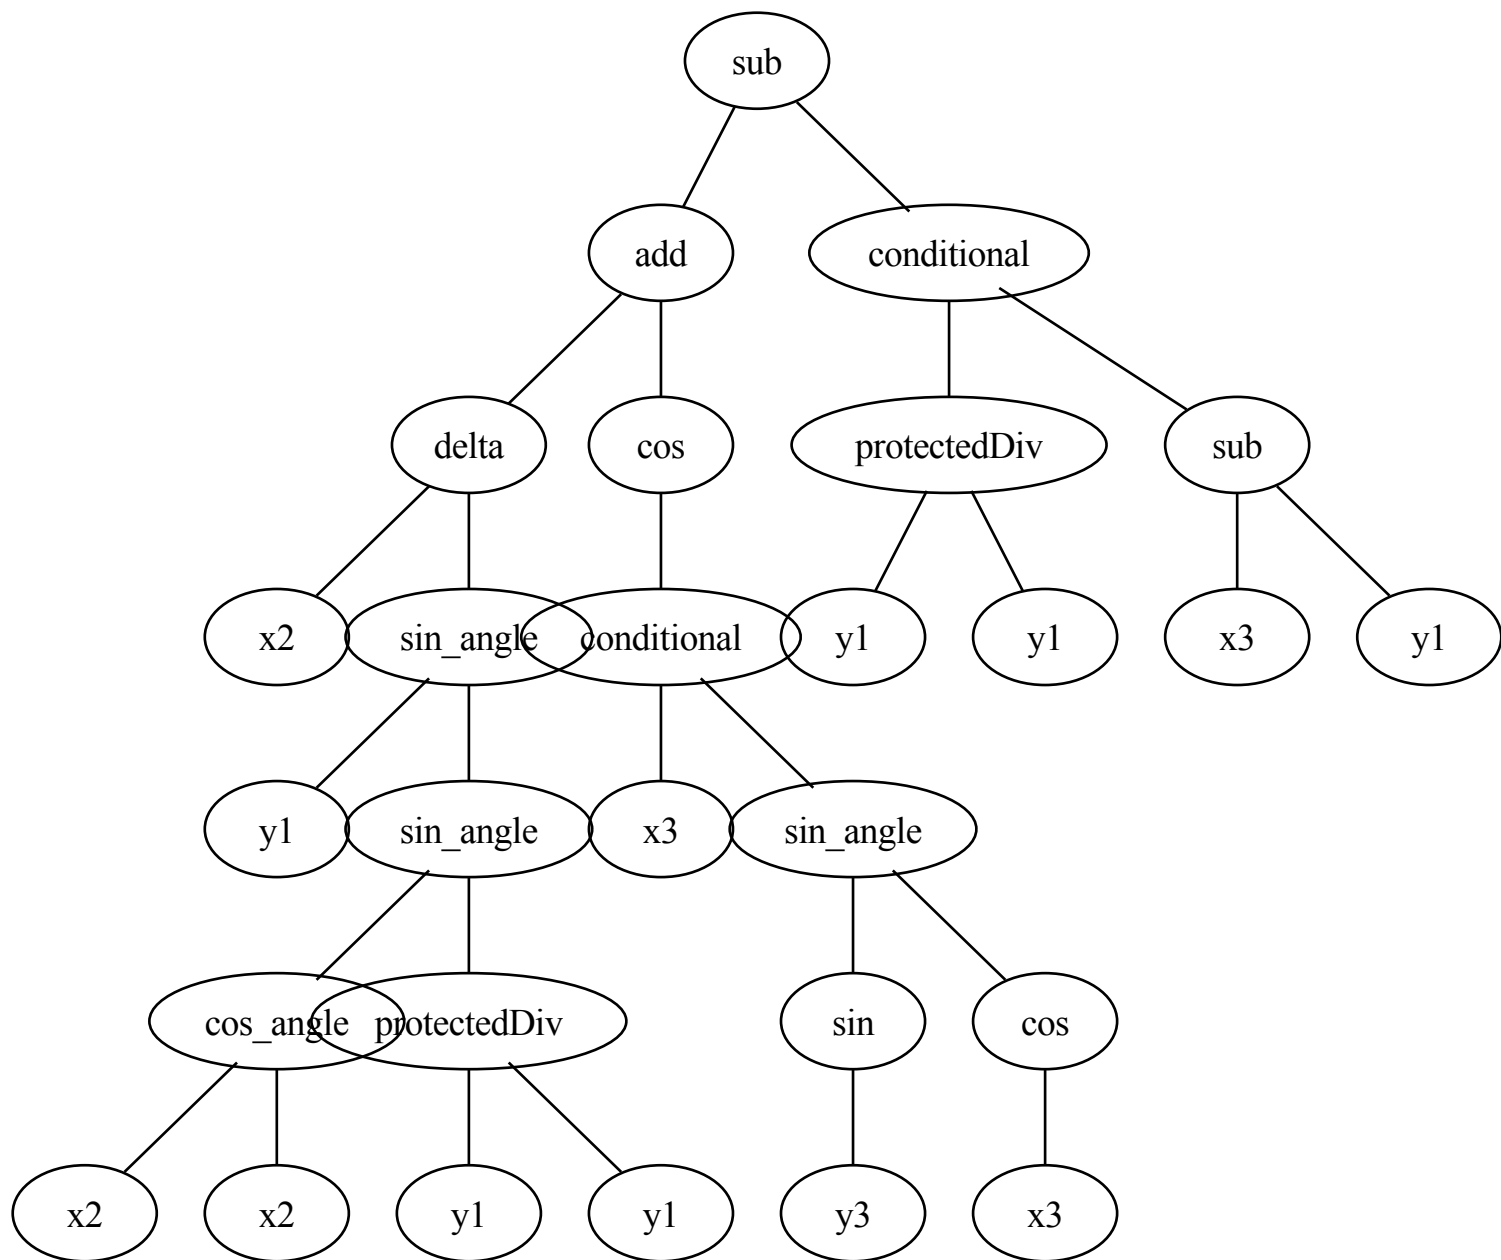 sub
add conditional
delta cos protectedDiv sub
x2 sin_angle conditional y1 y1 x3 y1
y1 sin_angle x3 sin_angle
cos_angle protectedDiv sin cos
x2 x2 y1 y1 y3 x3